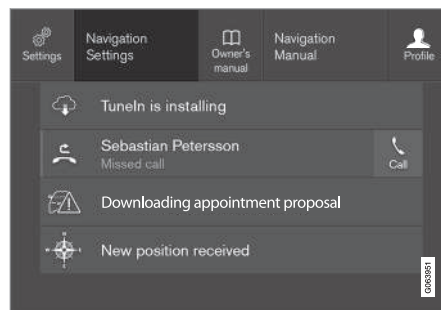 Settings
Navigation
Settings
Owner's
manual
Navigation
Manual
Profile
TuneIn is installing
Sebastian Petersson
Missed call
Call
Downloading appointment proposal
New position received
G063951